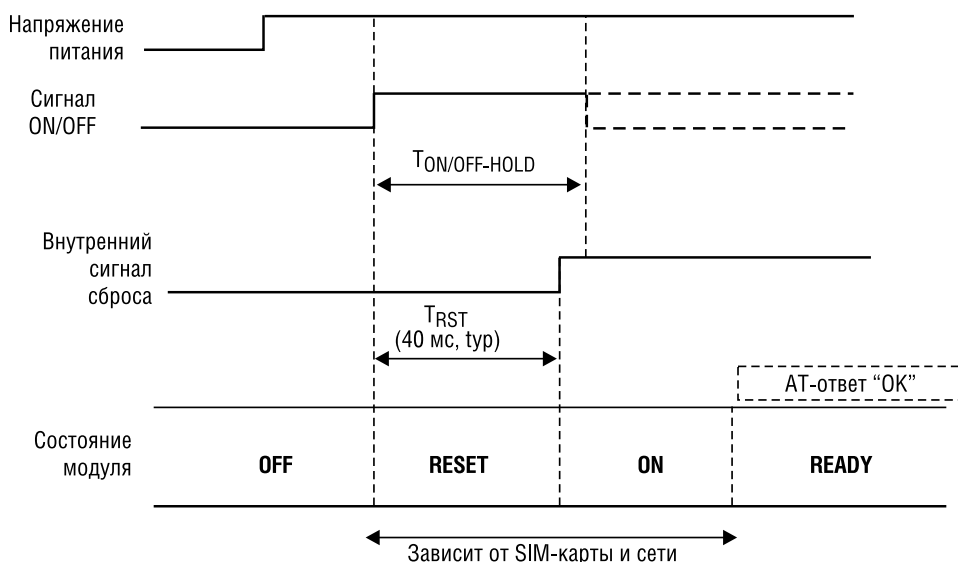 Напряжение
питания
Сигнал
ON/OFF
TON/OFF-HOLD
Внутренний
сигнал
сброса
TRST
(40 мс, typ)
АТ-ответ “OK”
Состояние
модуля
OFF
RESET
ON
READY
Зависит от SIM-карты и сети